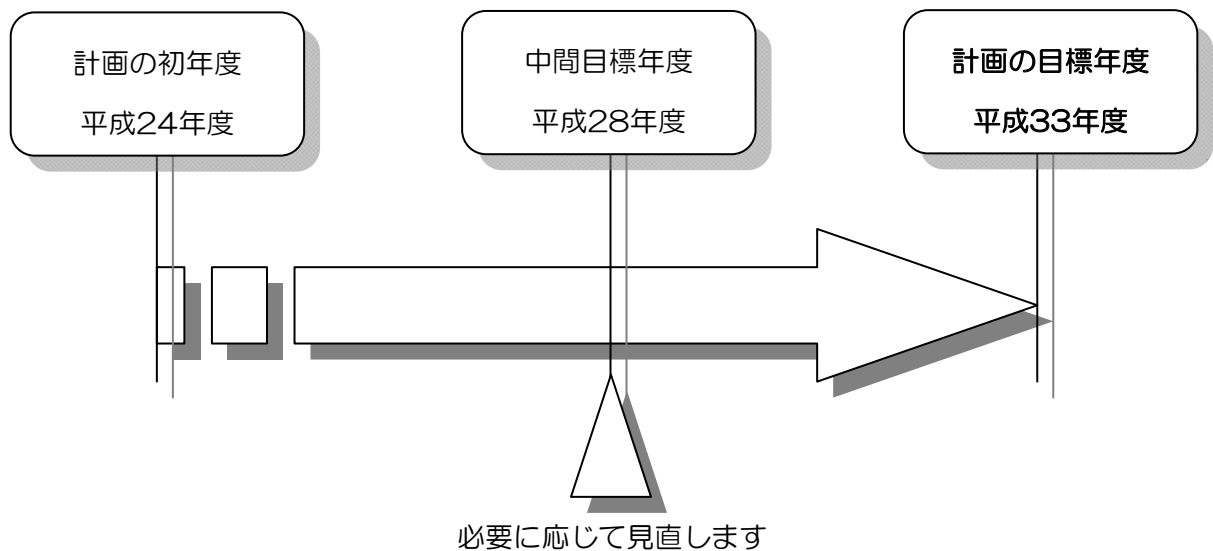 計画の初年度
平成24年度
中間目標年度
平成28年度
計画の目標年度
平成33年度
必要に応じて見直します